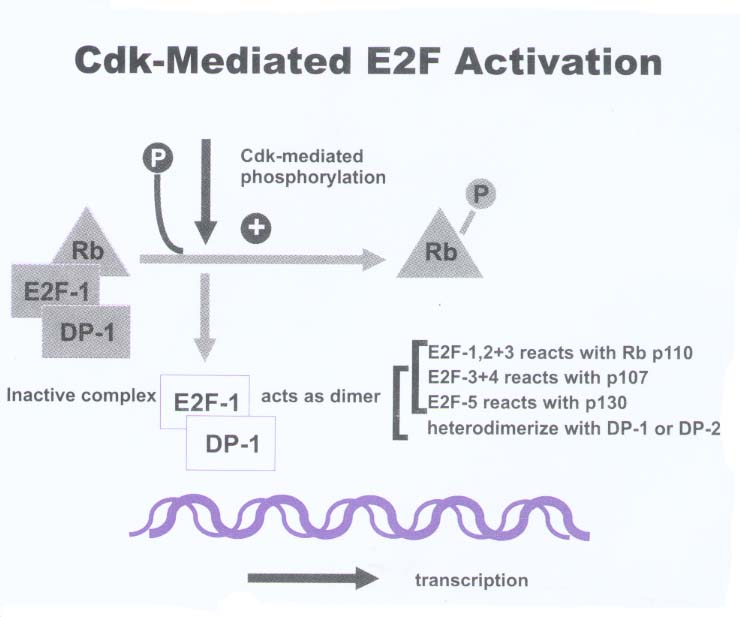 Cdk-Mediated E2F Activation
P
Cdk-mediated
phosphorylation
+
P
Rb
Rb
E2F-1
DP-1
E2F-1,2+3 reacts with Rb p110
E2F-3+4 reacts with p107
E2F-5 reacts with p130
heterodimerize with DP-1 or DP-2
Inactive complex
E2F-1
acts as dimer
DP-1
transcription